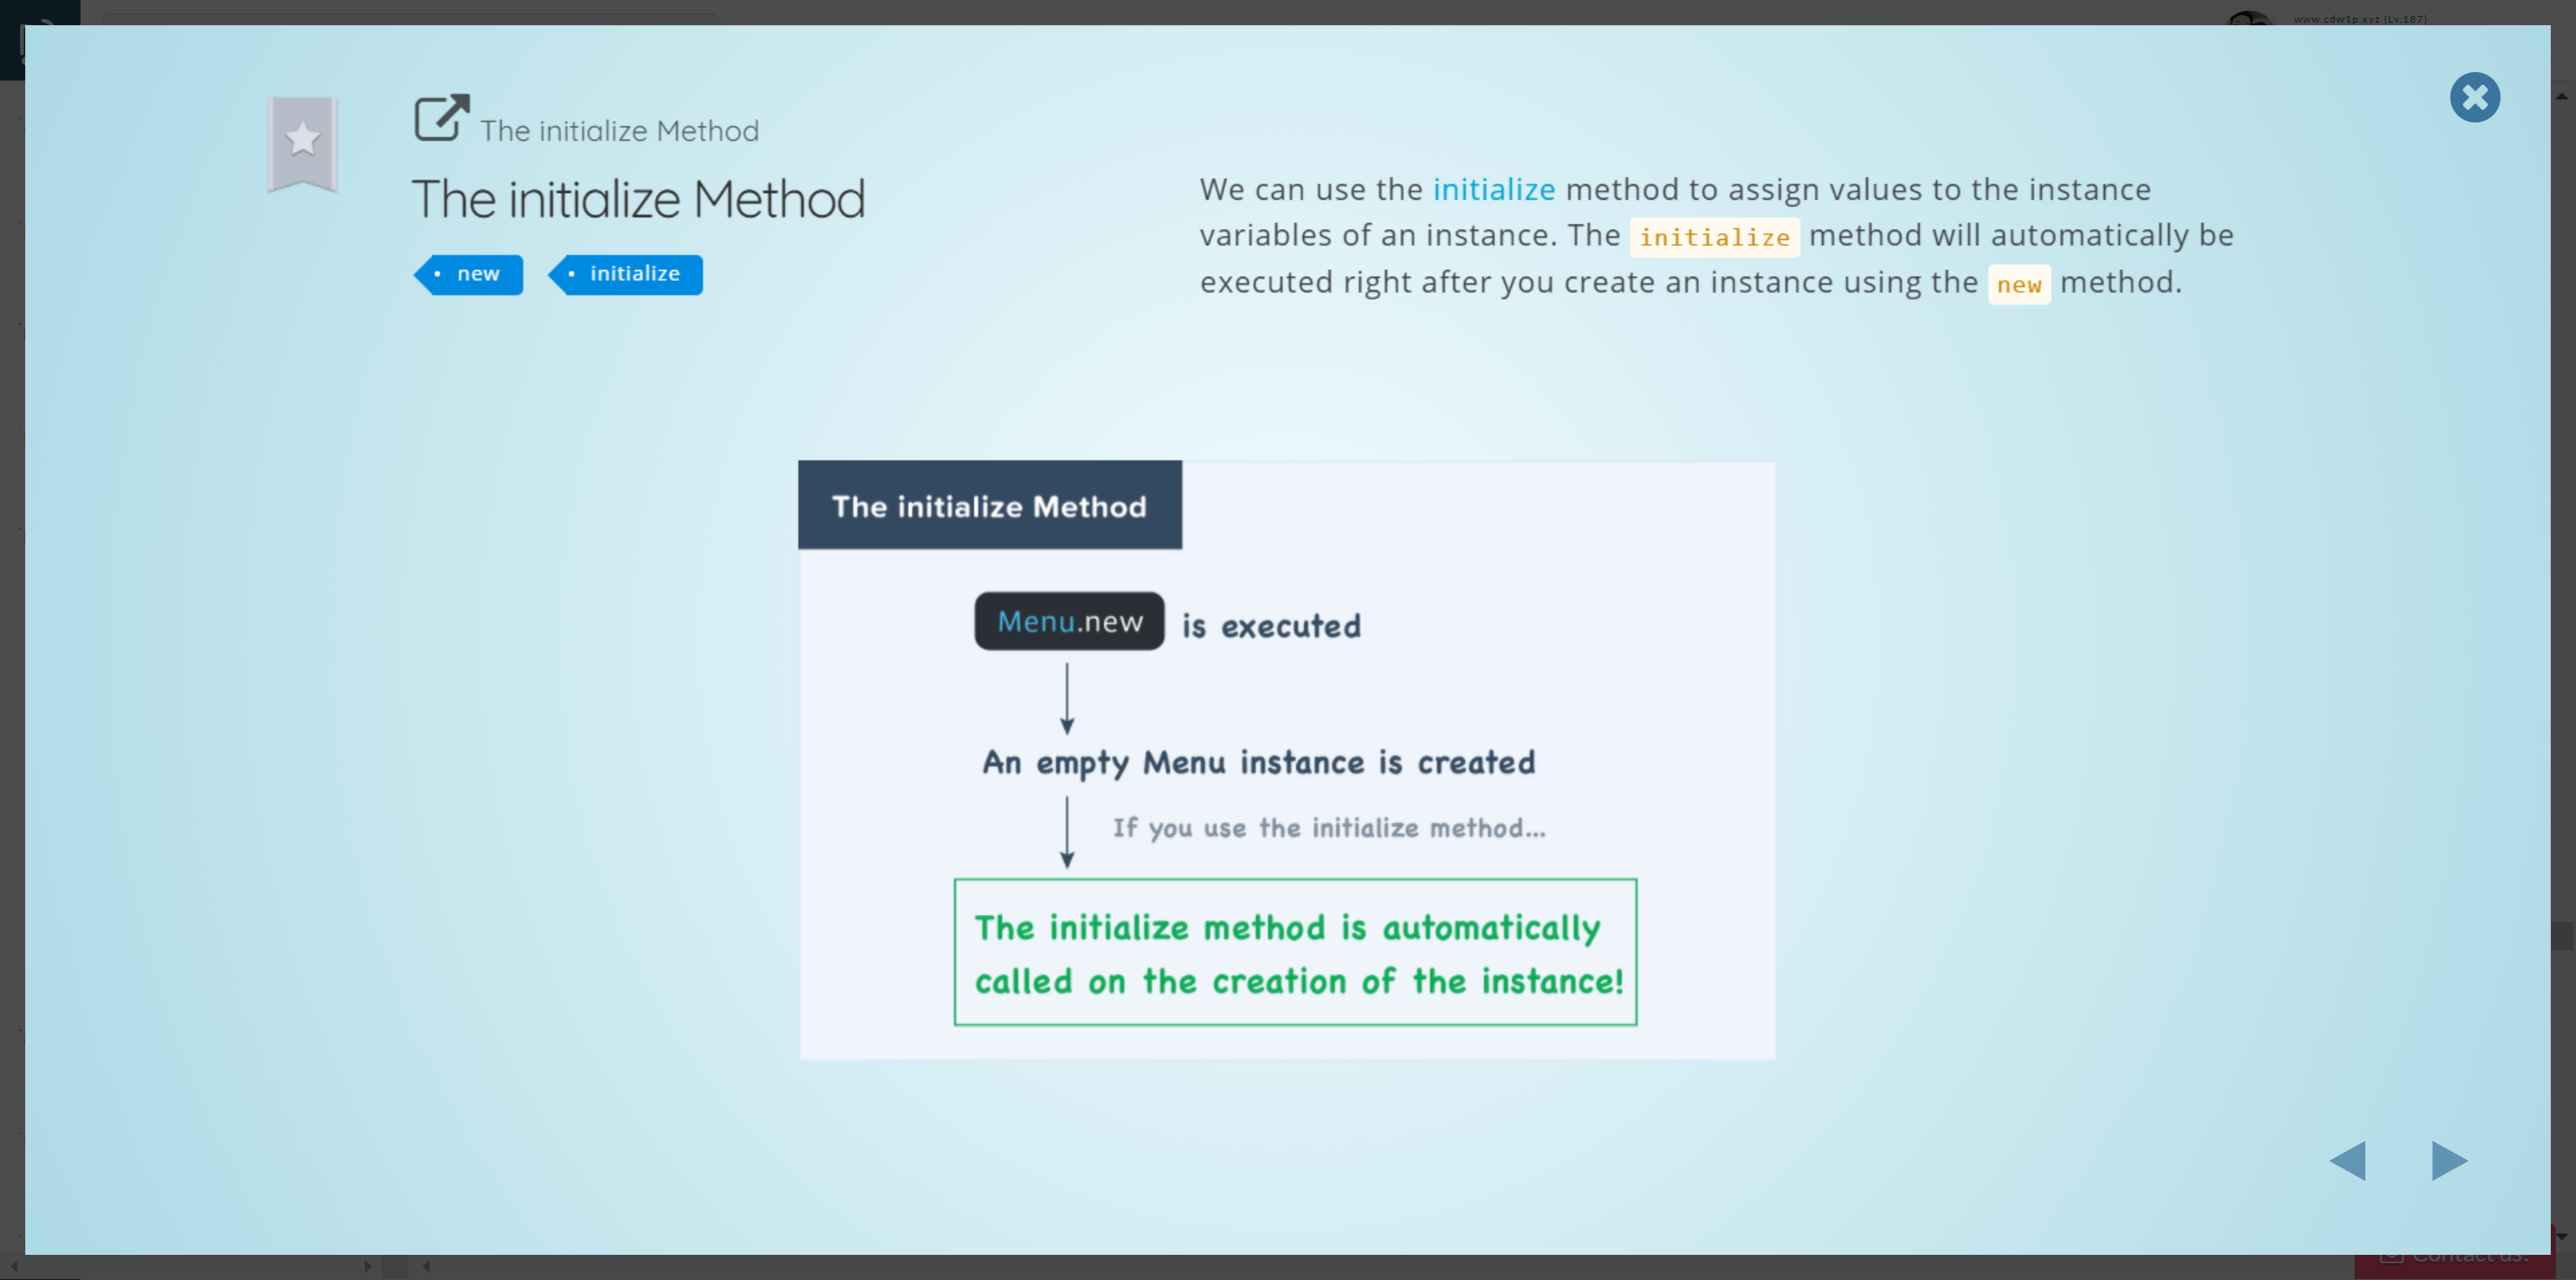 www.cdw1p.xyz (Lv.187)
The initialize Method
The initialize Method
new
initialize
We can use the initialize method to assign values to the instance
variables of an instance. The initialize method will automatically be
executed right after you create an instance using the new method.
The initialize Method
Menu.new is executed
An empty Menu instance is created
If you use the initialize method...
The initialize method is automatically
called on the creation of the instance!
Contact us!